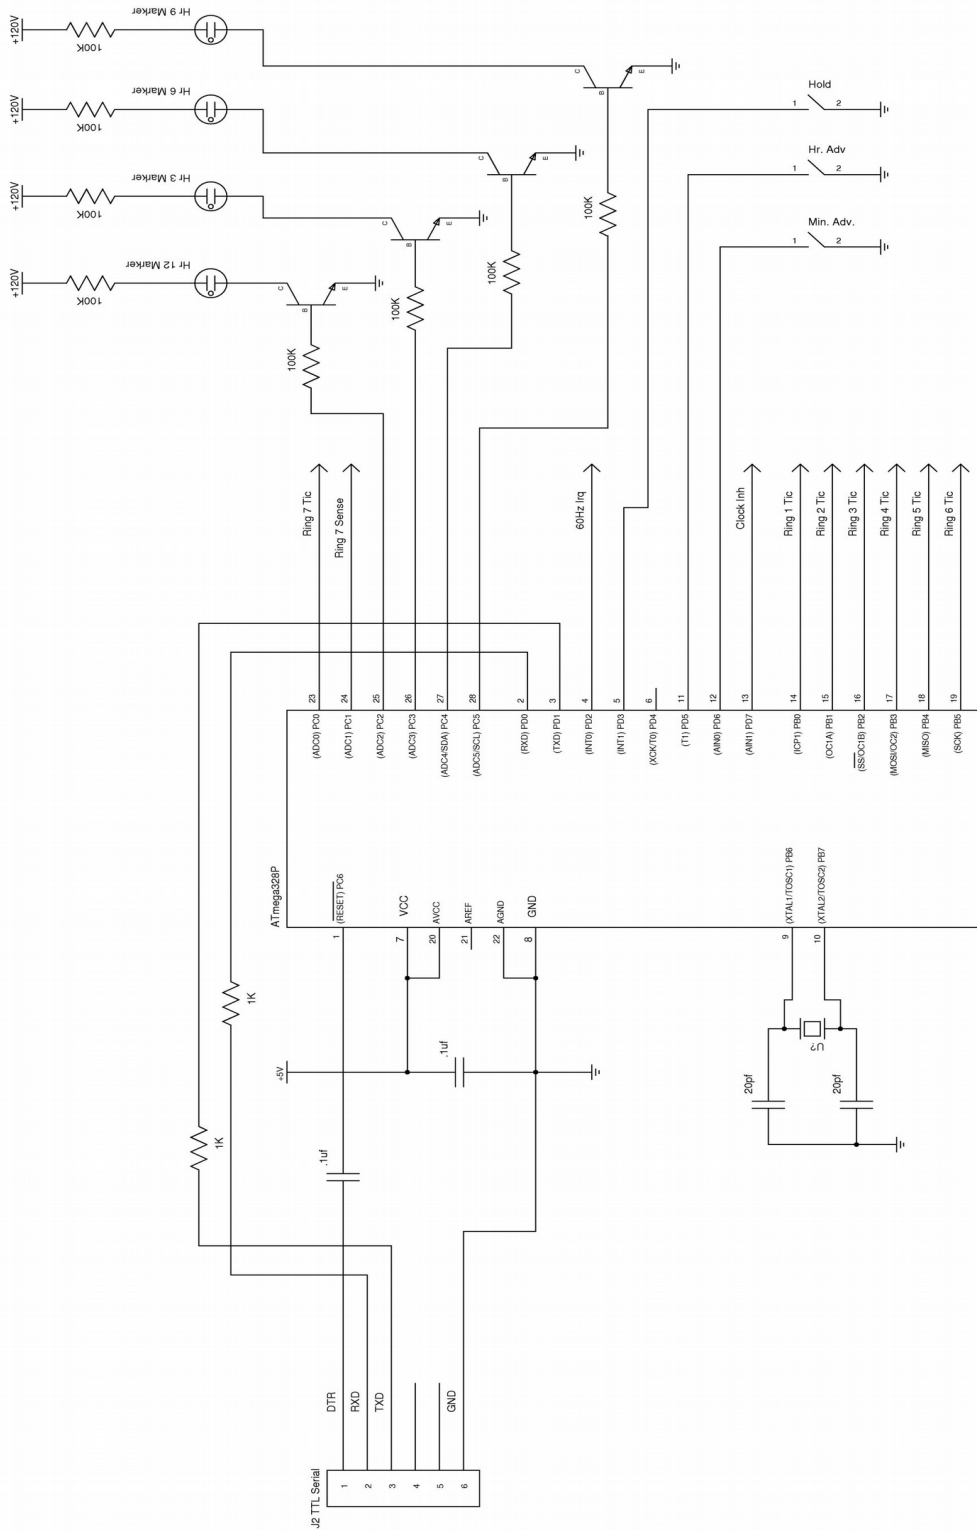 +120V
100K
Hr 9 Marker
C
B
E
+120V
100K
Hr 6 Marker
C
B
E
+120V
100K
Hr 3 Marker
C
B
E
+120V
100K
Hr 12 Marker
C
B
E
100K
100K
100K
100K
Hold
1
2
Hr. Adv
1
2
Min. Adv.
1
2
Ring 7 Tic
Ring 7 Sense
60Hz Irq
Clock Inh
Ring 1 Tic
Ring 2 Tic
Ring 3 Tic
Ring 4 Tic
Ring 5 Tic
Ring 6 Tic
23
24
25
26
27
28
2
3
4
5
6
11
12
13
14
15
16
17
18
19
(ADC0) PC0
(ADC1) PC1
(ADC2) PC2
(ADC3) PC3
(ADC4/SDA) PC4
(ADC5/SCL) PC5
(RXD) PD0
(TXD) PD1
(INT0) PD2
(INT1) PD3
(XCK/T0) PD4
(T1) PD5
(AIN0) PD6
(AIN1) PD7
(ICP1) PB0
(OC1A) PB1
(SS/OC1B) PB2
(MOSI/OC2) PB3
(MISO) PB4
(SCK) PB5
ATmega328P
(RESET) PC6
VCC
AVCC
AREF
AGND
GND
(XTAL1/TOSC1) PB6
(XTAL2/TOSC2) PB7
1
7
20
21
22
8
9
10
1K
1K
+5V
.1uf
.1uf
U?
20pf
20pf
DTR
RXD
TXD
GND
J2 TTL Serial
1
2
3
4
5
6